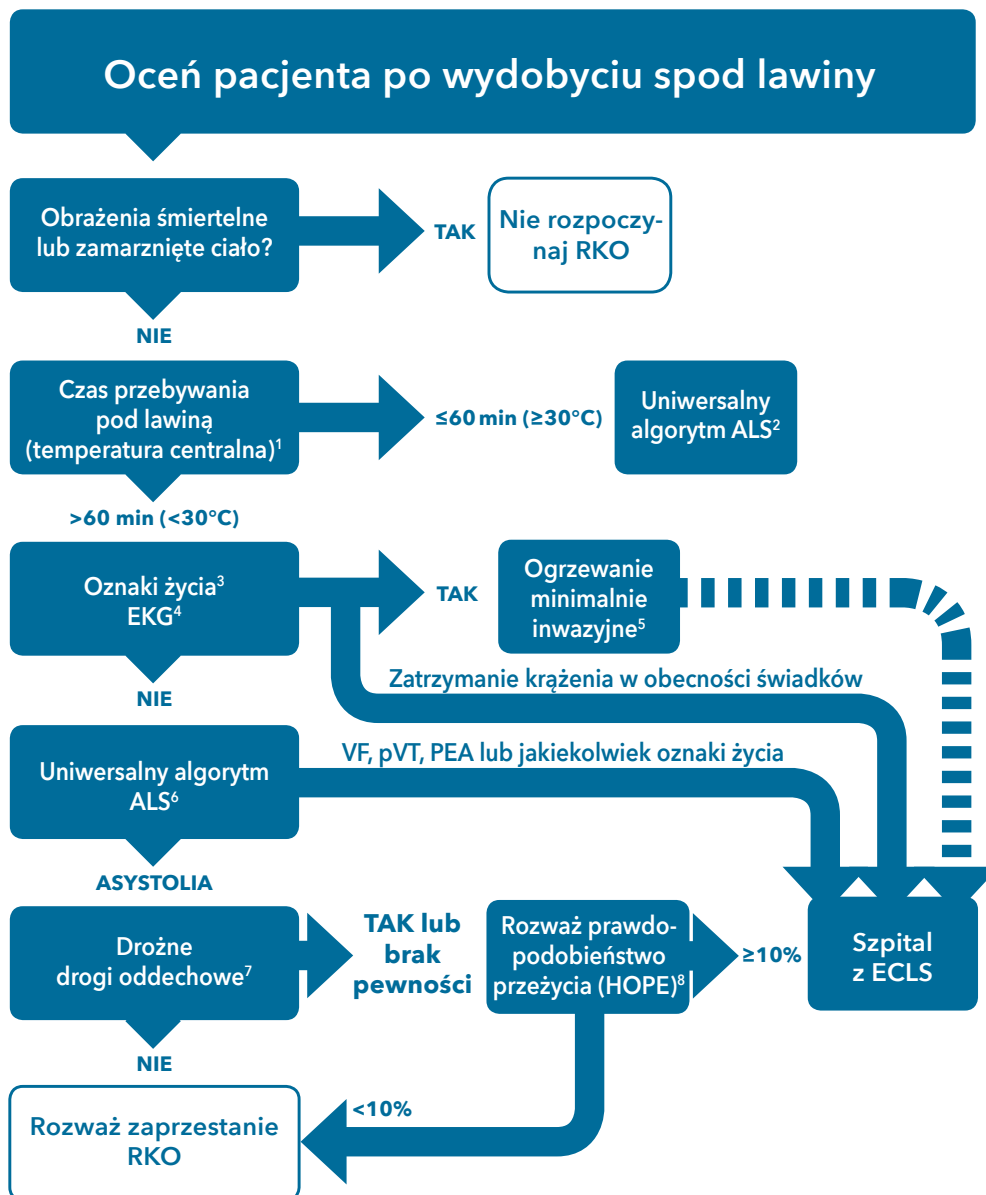 Oceń pacjenta po wydobyciu spod lawiny
Obrażenia śmiertelne
lub zamarznięte ciało?
TAK
Nie rozpoczy-
naj RKO
NIE
Czas przebywania
pod lawiną
(temperatura centralna)¹
≤60 min (≥30°C)
Uniwersalny
algorytm ALS²
>60 min (<30°C)
Oznaki życia³
EKG⁴
TAK
Ogrzewanie
minimalnie
inwazyjne⁵
Zatrzymanie krążenia w obecności świadków
NIE
Uniwersalny algorytm
ALS⁶
VF, pVT, PEA lub jakiekolwiek oznaki życia
ASYSTOLIA
Drożne
drogi oddechowe⁷
TAK lub
brak
pewności
Rozważ prawdo-
podobieństwo
przeżycia (HOPE)⁸
≥10%
Szpital
z ECLS
NIE
<10%
Rozważ zaprzestanie
RKO